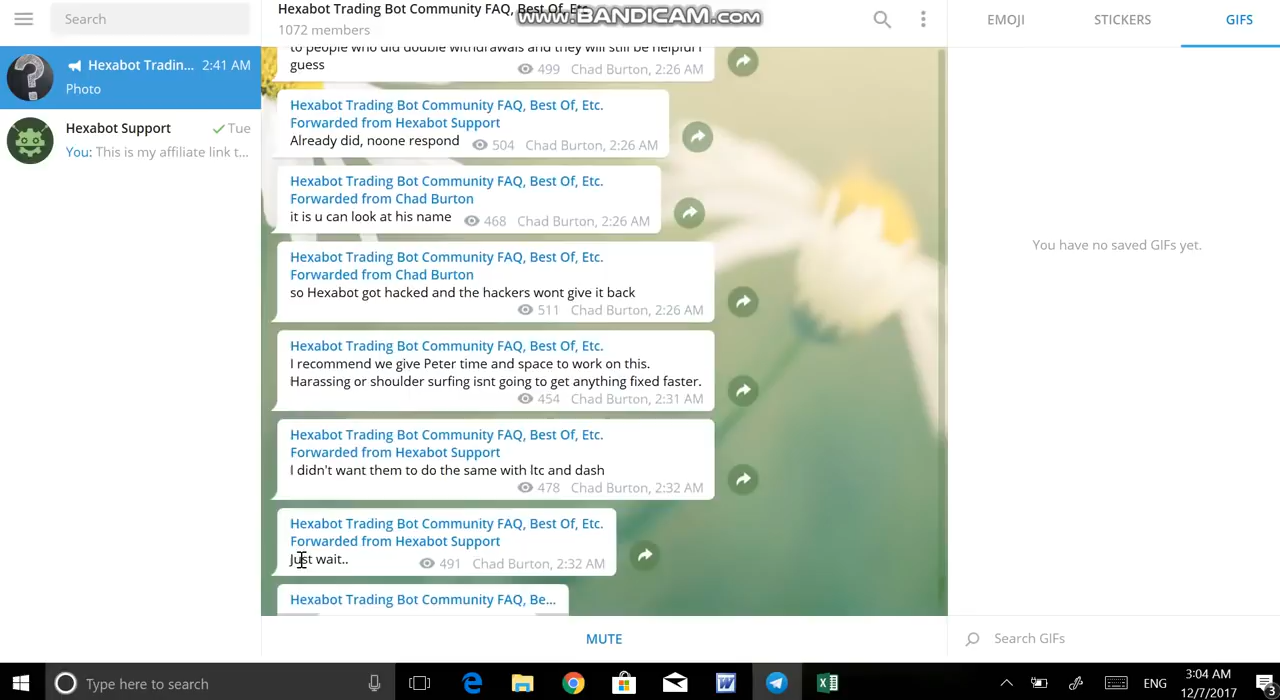 Search
Hexabot Tradin... 2:41 AM
Photo
Hexabot Support Tue
You: This is my affiliate link t...
Hexabot Trading Bot Community FAQ, Best Of, Etc.
1072 members
www.BANDICAM.com
to people who did double withdrawals and they will still be helpful i
guess
499 Chad Burton, 2:26 AM
Hexabot Trading Bot Community FAQ, Best Of, Etc.
Forwarded from Hexabot Support
Already did, noone respond 504 Chad Burton, 2:26 AM
Hexabot Trading Bot Community FAQ, Best Of, Etc.
Forwarded from Chad Burton
it is u can look at his name 468 Chad Burton, 2:26 AM
Hexabot Trading Bot Community FAQ, Best Of, Etc.
Forwarded from Chad Burton
so Hexabot got hacked and the hackers wont give it back
511 Chad Burton, 2:26 AM
Hexabot Trading Bot Community FAQ, Best Of, Etc.
I recommend we give Peter time and space to work on this.
Harassing or shoulder surfing isnt going to get anything fixed faster.
454 Chad Burton, 2:31 AM
Hexabot Trading Bot Community FAQ, Best Of, Etc.
Forwarded from Hexabot Support
I didn't want them to do the same with ltc and dash
478 Chad Burton, 2:32 AM
Hexabot Trading Bot Community FAQ, Best Of, Etc.
Forwarded from Hexabot Support
Just wait.. 491 Chad Burton, 2:32 AM
Hexabot Trading Bot Community FAQ, Be...
MUTE
EMOJI STICKERS GIFS
You have no saved GIFs yet.
Search GIFs
Type here to search
ENG
3:04 AM
12/7/2017